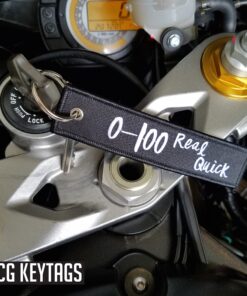 0-100 Real
Quick
LOCK
CG KEYTAGS